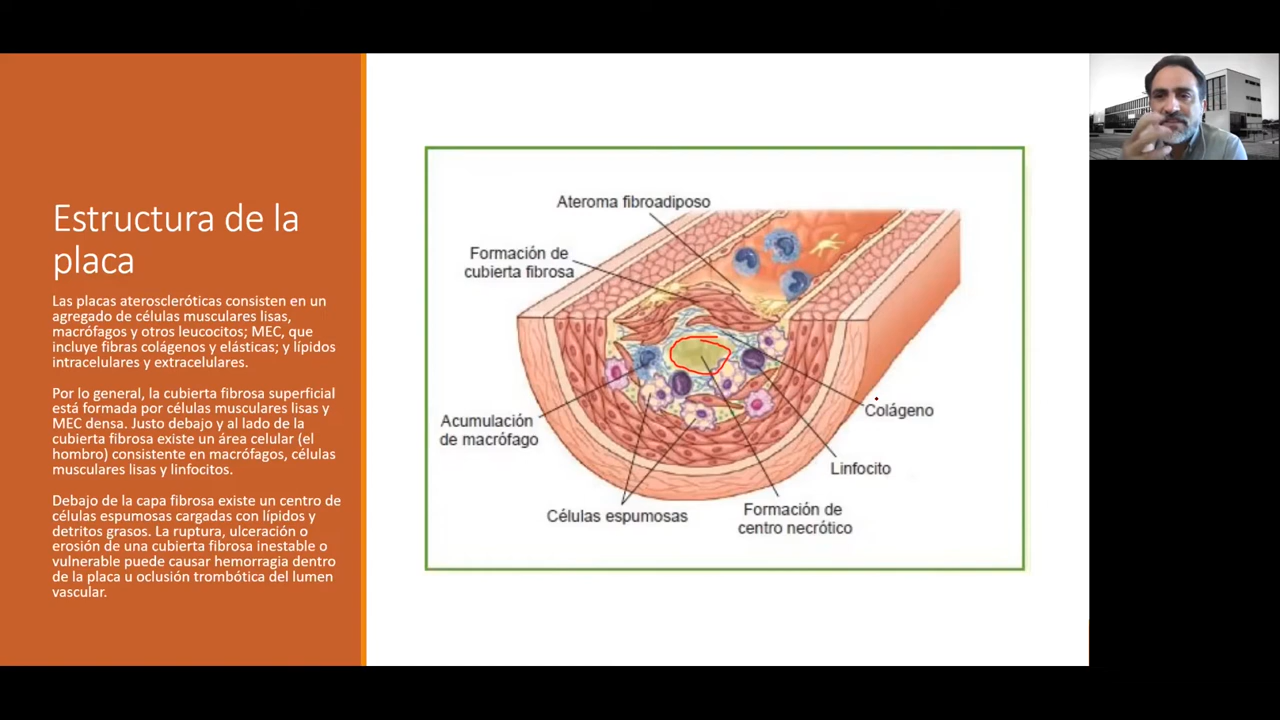 Estructura de la
placa
Las placas ateroscleróticas consisten en un
agregado de células musculares lisas,
macrófagos y otros leucocitos; MEC, que
incluye fibras colágenos y elásticas; y lípidos
intracelulares y extracelulares.
Por lo general, la cubierta fibrosa superficial
está formada por células musculares lisas y
MEC densa. Justo debajo y al lado de la
cubierta fibrosa existe un área celular (el
hombro) consistente en macrófagos, células
musculares lisas y linfocitos.
Debajo de la capa fibrosa existe un centro de
células espumosas cargadas con lípidos y
detritos grasos. La ruptura, ulceración o
erosión de una cubierta fibrosa inestable o
vulnerable puede causar hemorragia dentro
de la placa u oclusión trombótica del lumen
vascular.
Ateroma fibroadiposo
Formación de
cubierta fibrosa
Acumulación
de macrófago
Células espumosas
Formación de
centro necrótico
Linfocito
Colágeno